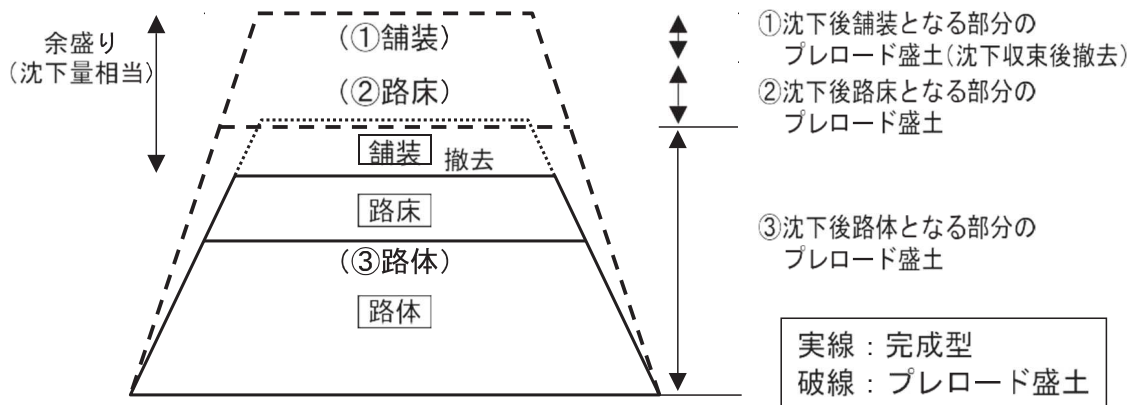 余盛り
(沈下量相当)
(①舗装)
(②路床)
舗装 撤去
路床
(③路体)
路体
①沈下後舗装となる部分の
プレロード盛土(沈下収束後撤去)
②沈下後路床となる部分の
プレロード盛土
③沈下後路体となる部分の
プレロード盛土
実線：完成型
破線：プレロード盛土